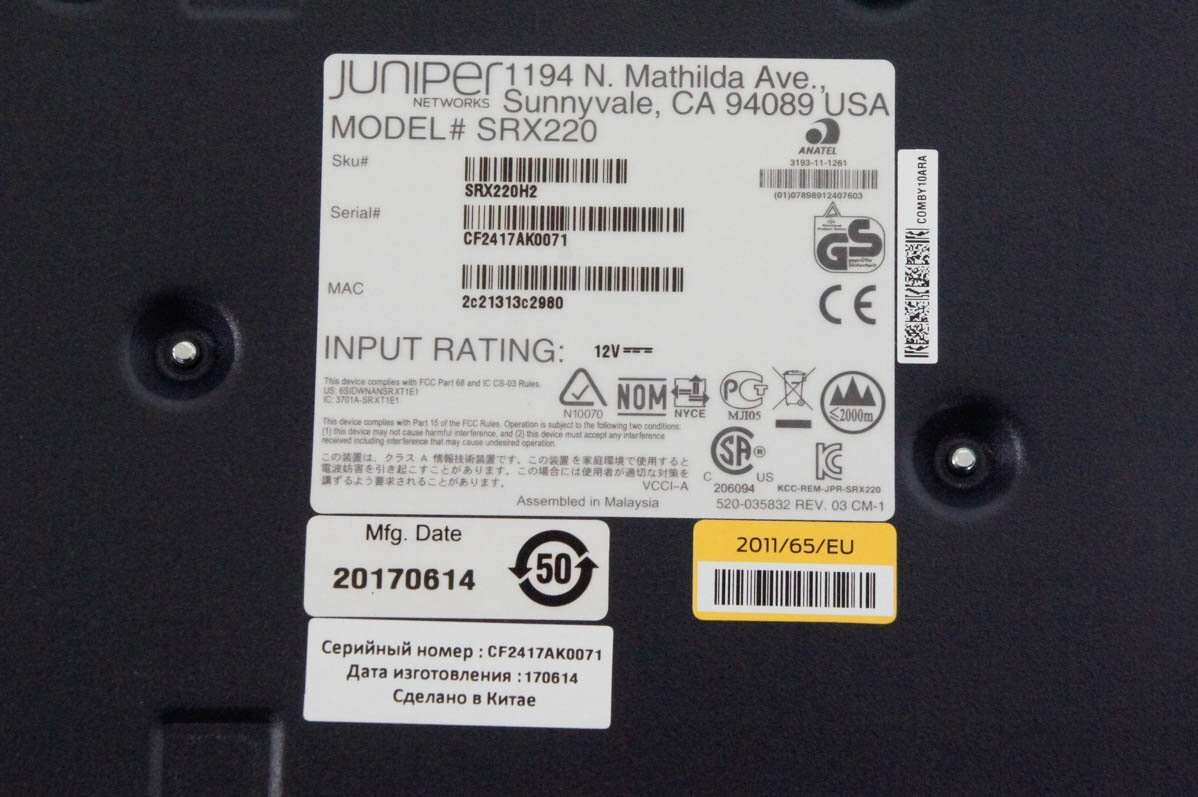 JUNIPER
NETWORKS
1194 N. Mathilda Ave.,
Sunnyvale, CA 94089 USA
MODEL# SRX220
ANATEL
3193-11-1261
(01)07898912407603
Sku#
SRX220H2
Serial#
CF2417AK0071
MAC
2c21313c2980
GS
geprüfte
Sicherheit
CE
COMBY10ARA
INPUT RATING: 12V
This device complies with FCC Part 68 and IC CS-03 Rules.
US: 6SIDWNANSRXT1E1
IC: 3701A-SRXT1E1
N10070
NOM
NYCE
РСТ
МЛ05
≤2000m
This device complies with Part 15 of the FCC Rules. Operation is subject to the following two conditions:
(1) this device may not cause harmful interference, and (2) this device must accept any interference
received including interference that may cause undesired operation.
この装置は、クラス A 情報技術装置です。この装置を家庭環境で使用すると
電波妨害を引き起こすことがあります。この場合には使用者が適切な対策を
講ずるよう要求されることがあります。
VCCI-A
C SA ® US
206094
KCC-REM-JPR-SRX220
Assembled in Malaysia
520-035832 REV. 03 CM-1
Mfg. Date
20170614
50
2011/65/EU
Серийный номер : CF2417AK0071
Дата изготовления : 170614
Сделано в Китае